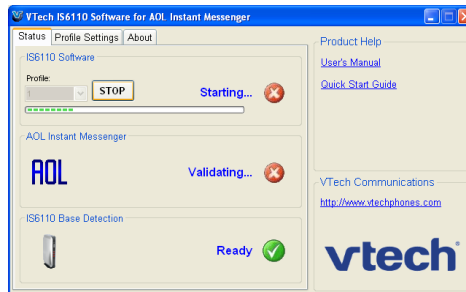 VTech IS6110 Software for AOL Instant Messenger
Status
Profile Settings
About
IS6110 Software
Profile:
1
STOP
Starting...
AOL Instant Messenger
AOL
Validating...
IS6110 Base Detection
Ready
Product Help
User's Manual
Quick Start Guide
VTech Communications
http://www.vtechphones.com
vtech